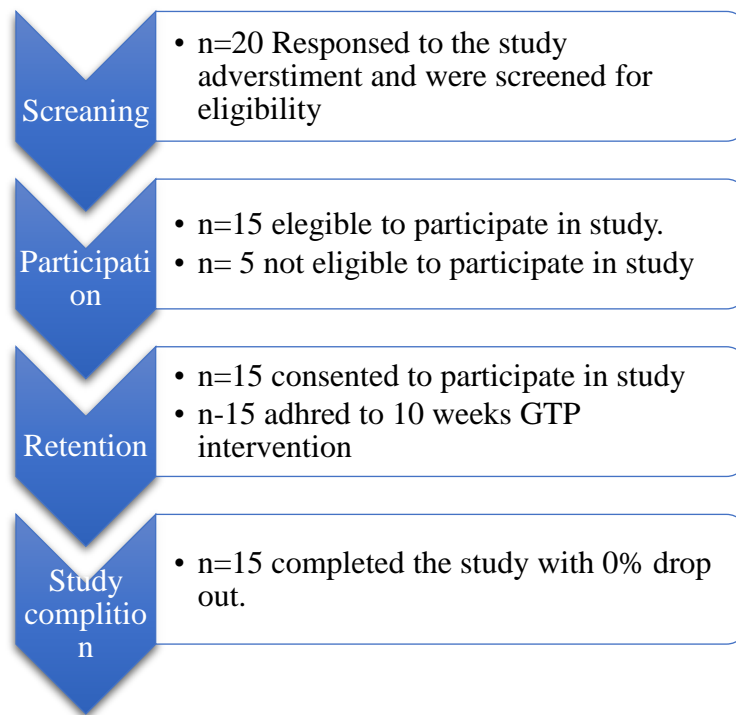 Screaning
• n=20 Responsed to the study
adverstiment and were screened for
eligibility
Participati
on
• n=15 elegible to participate in study.
• n= 5 not eligible to participate in study
Retention
• n=15 consented to participate in study
• n-15 adhred to 10 weeks GTP
intervention
Study
complitio
n
• n=15 completed the study with 0% drop
out.